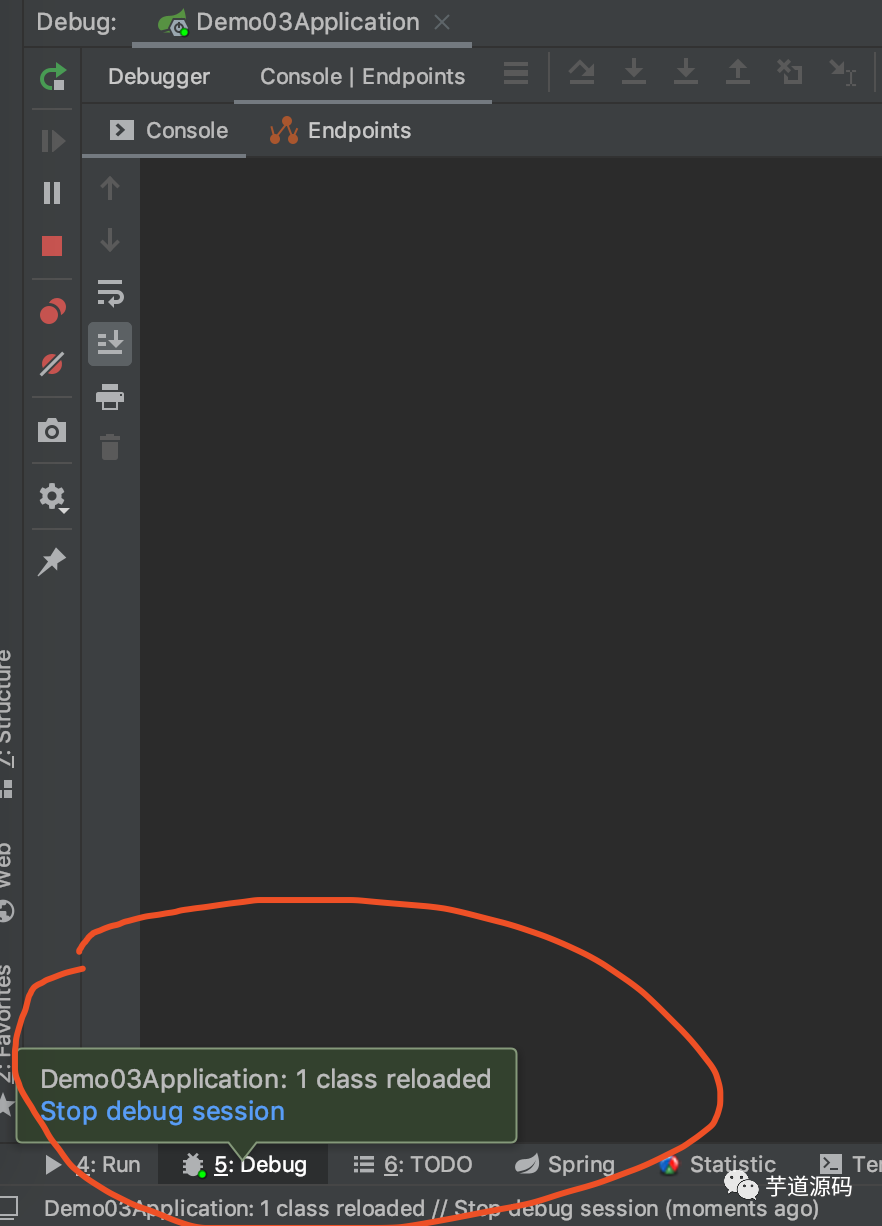 Debug: Demo03Application
Debugger Console | Endpoints
Console Endpoints
7: Structure
Web
2: Favorites
Demo03Application: 1 class reloaded
Stop debug session
4: Run 5: Debug 6: TODO Spring Statistic Ter
芋道源码
Demo03Application: 1 class reloaded // Stop debug session (moments ago)